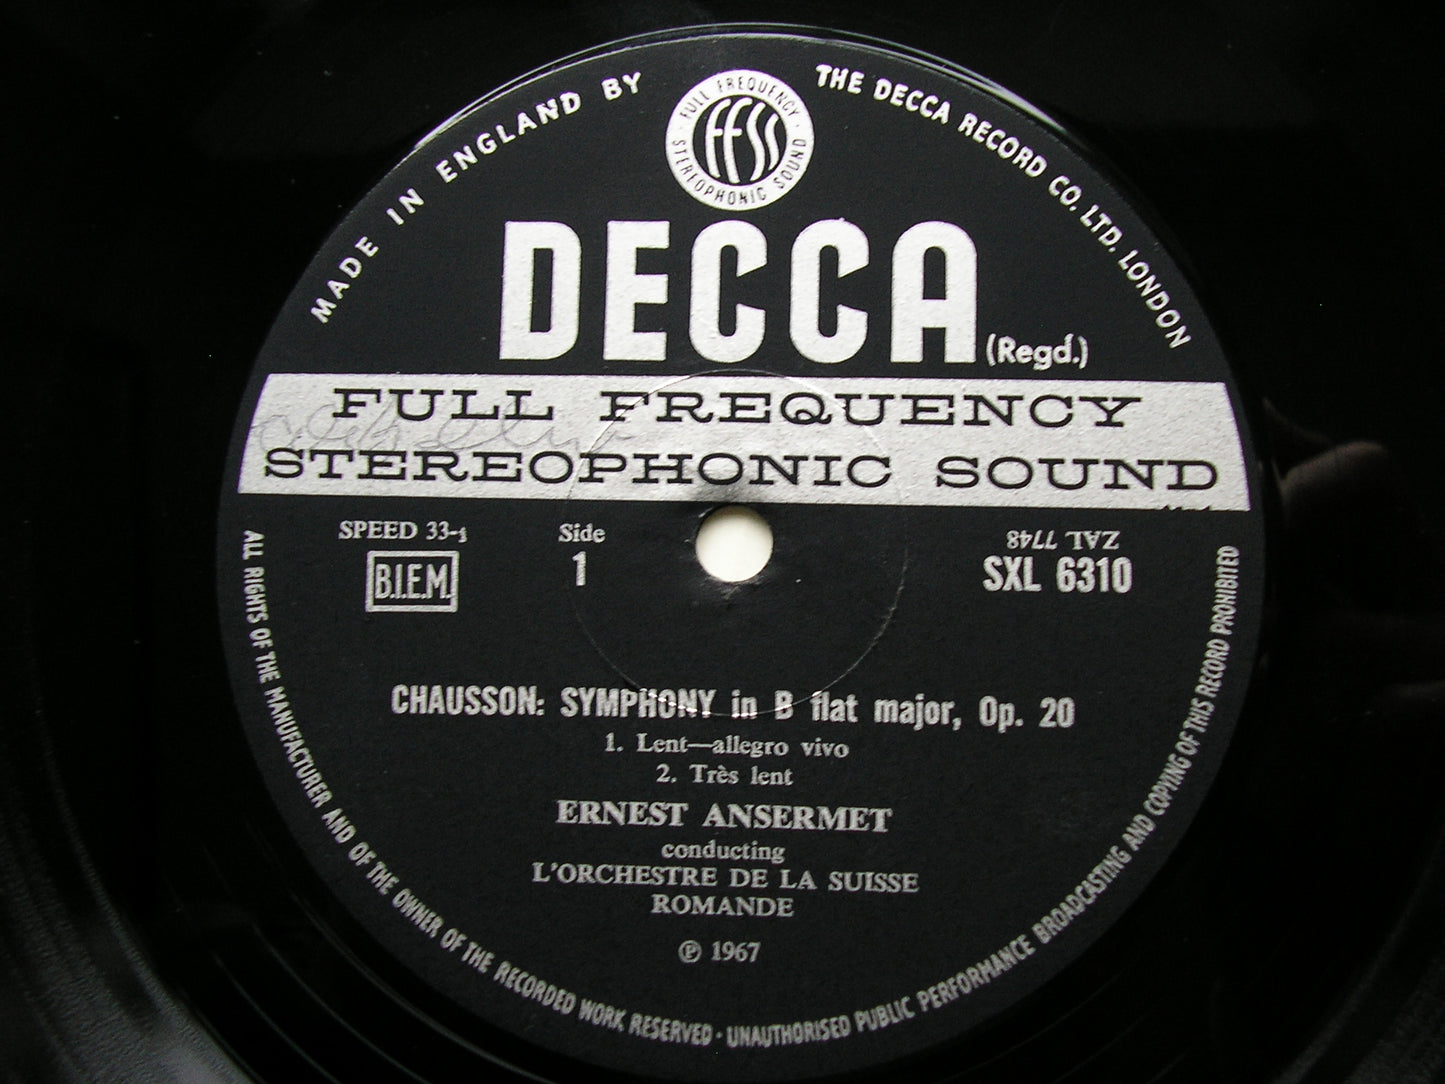 MADE IN ENGLAND BY
THE DECCA RECORD CO. LTD. LONDON
FULL FREQUENCY
FFSS
STEREOPHONIC SOUND
DECCA
(Regd.)
FULL FREQUENCY
STEREOPHONIC SOUND
SPEED 33-⅓
Side
ZAL 7748
B.I.E.M.
1
SXL 6310
CHAUSSON: SYMPHONY in B flat major, Op. 20
1. Lent—allegro vivo
2. Très lent
ERNEST ANSERMET
conducting
L'ORCHESTRE DE LA SUISSE
ROMANDE
℗ 1967
ALL RIGHTS OF THE MANUFACTURER AND OF THE OWNER OF THE RECORDED WORK RESERVED · UNAUTHORISED PUBLIC PERFORMANCE BROADCASTING AND COPYING OF THIS RECORD PROHIBITED